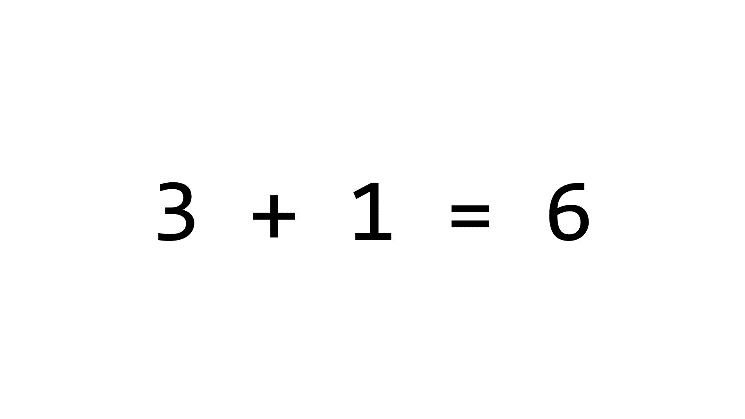 3 + 1 = 6